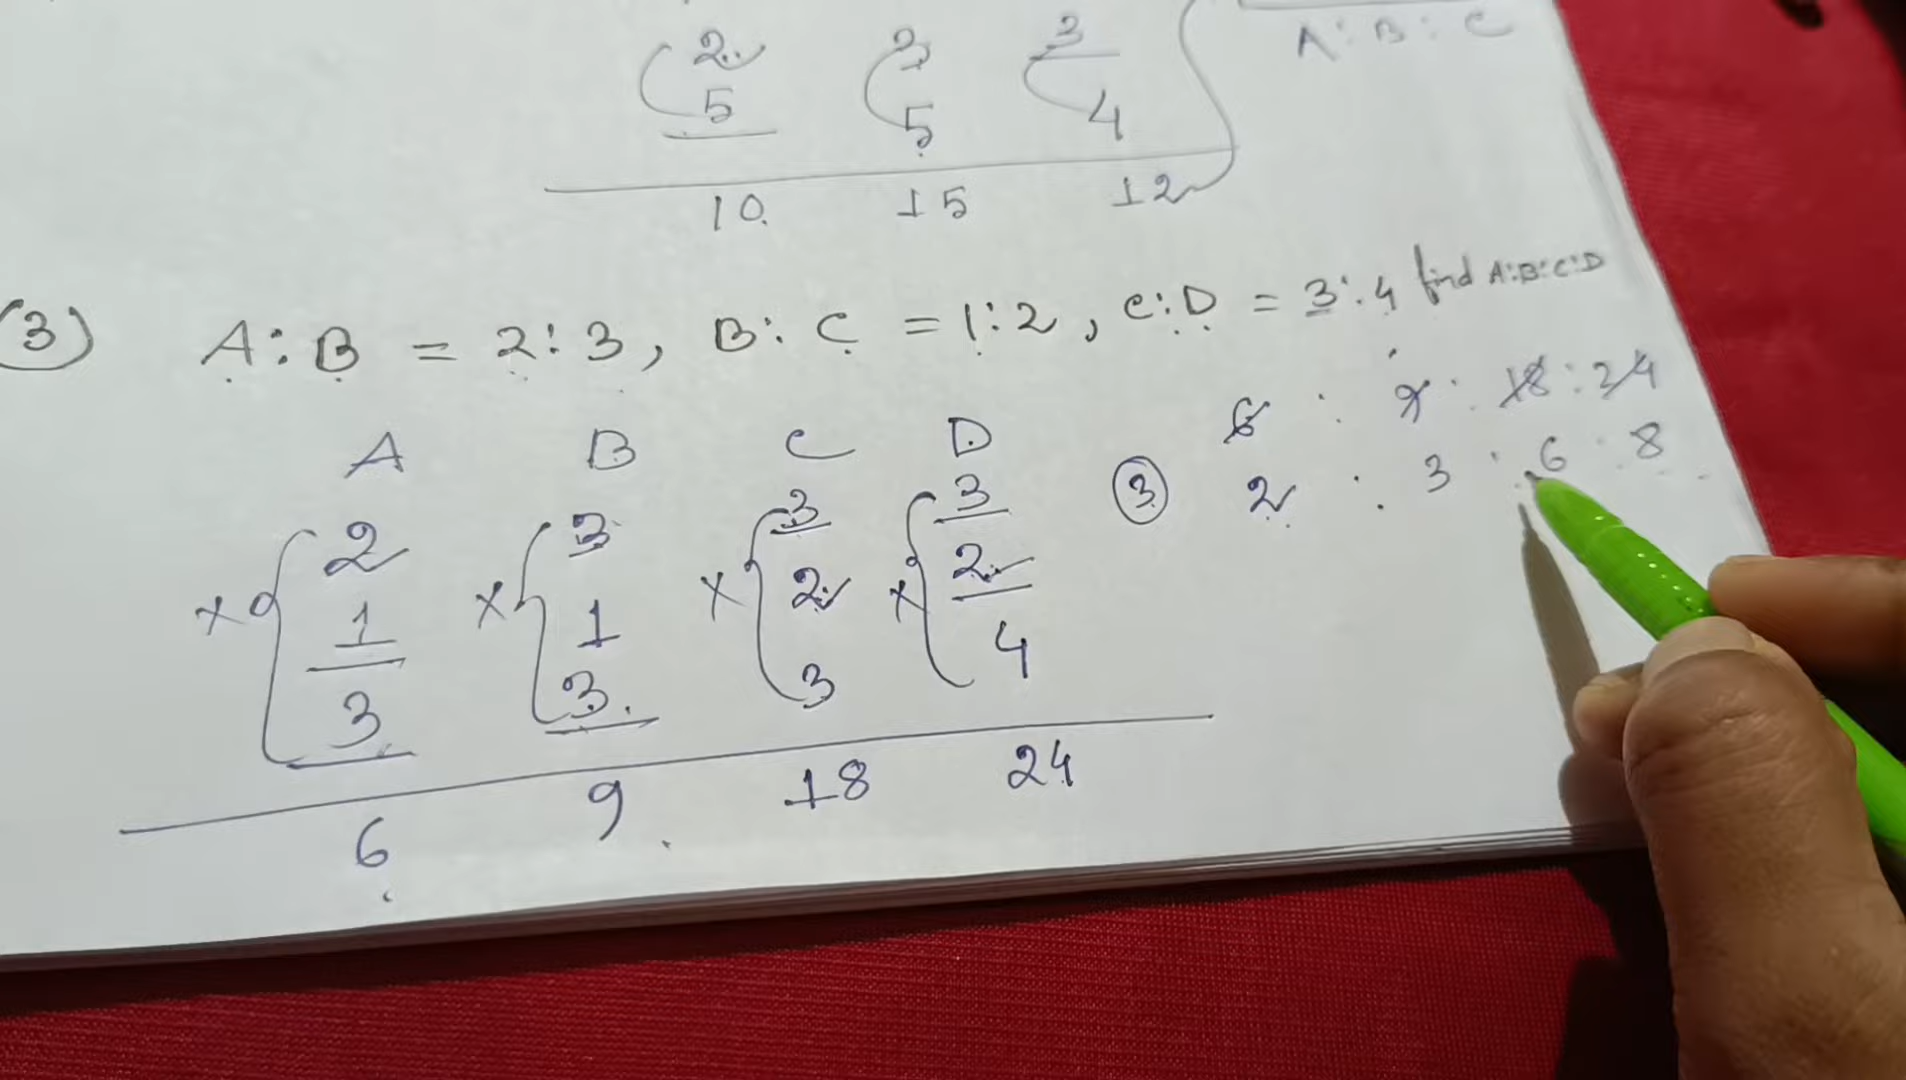 A : B : C
2 2 3
5 5 4
10 15 12
(3) A : B = 2 : 3, B : C = 1 : 2, C : D = 3 : 4 find A:B:C:D
A B C D
2 3 3 3
× 1 × 1 × 2 × 2
3 3 3 4
6 9 18 24
6 : 9 : 18 : 24
3 2 : 3 : 6 : 8